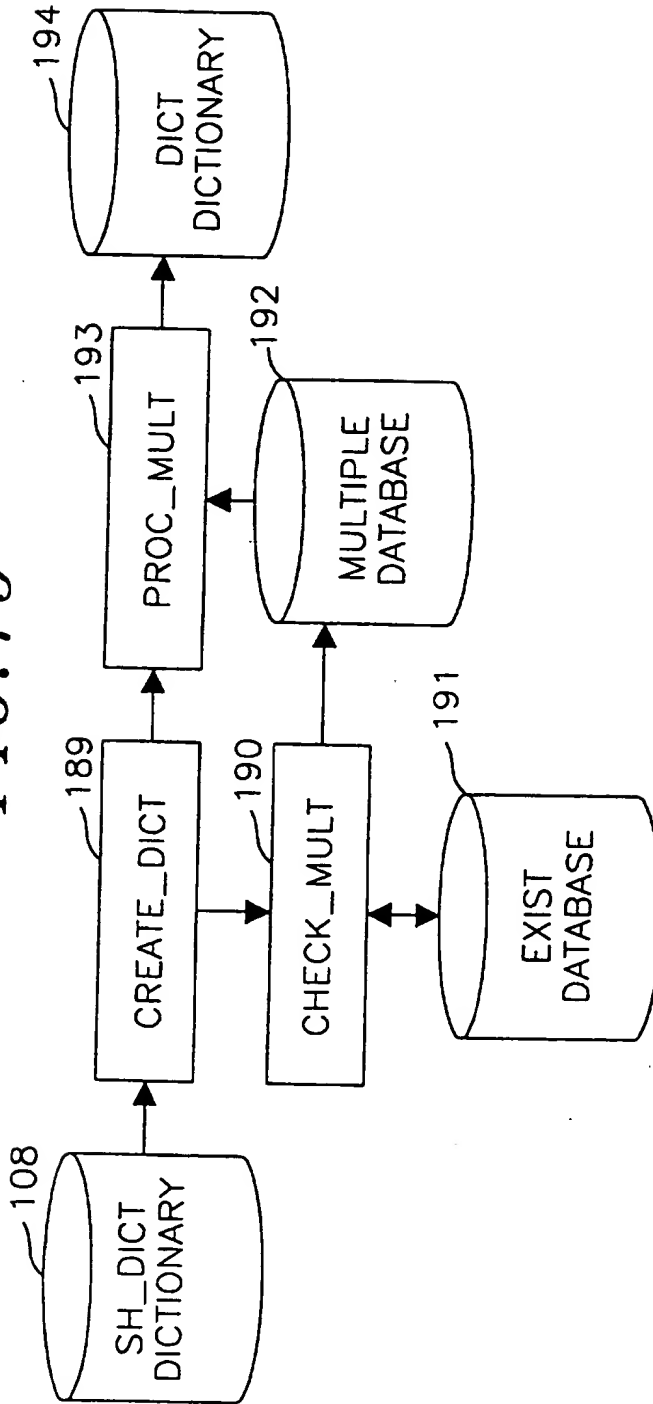 108
SH_DICT
DICTIONARY
189
CREATE_DICT
193
PROC_MULT
194
DICT
DICTIONARY
190
CHECK_MULT
192
MULTIPLE
DATABASE
191
EXIST
DATABASE